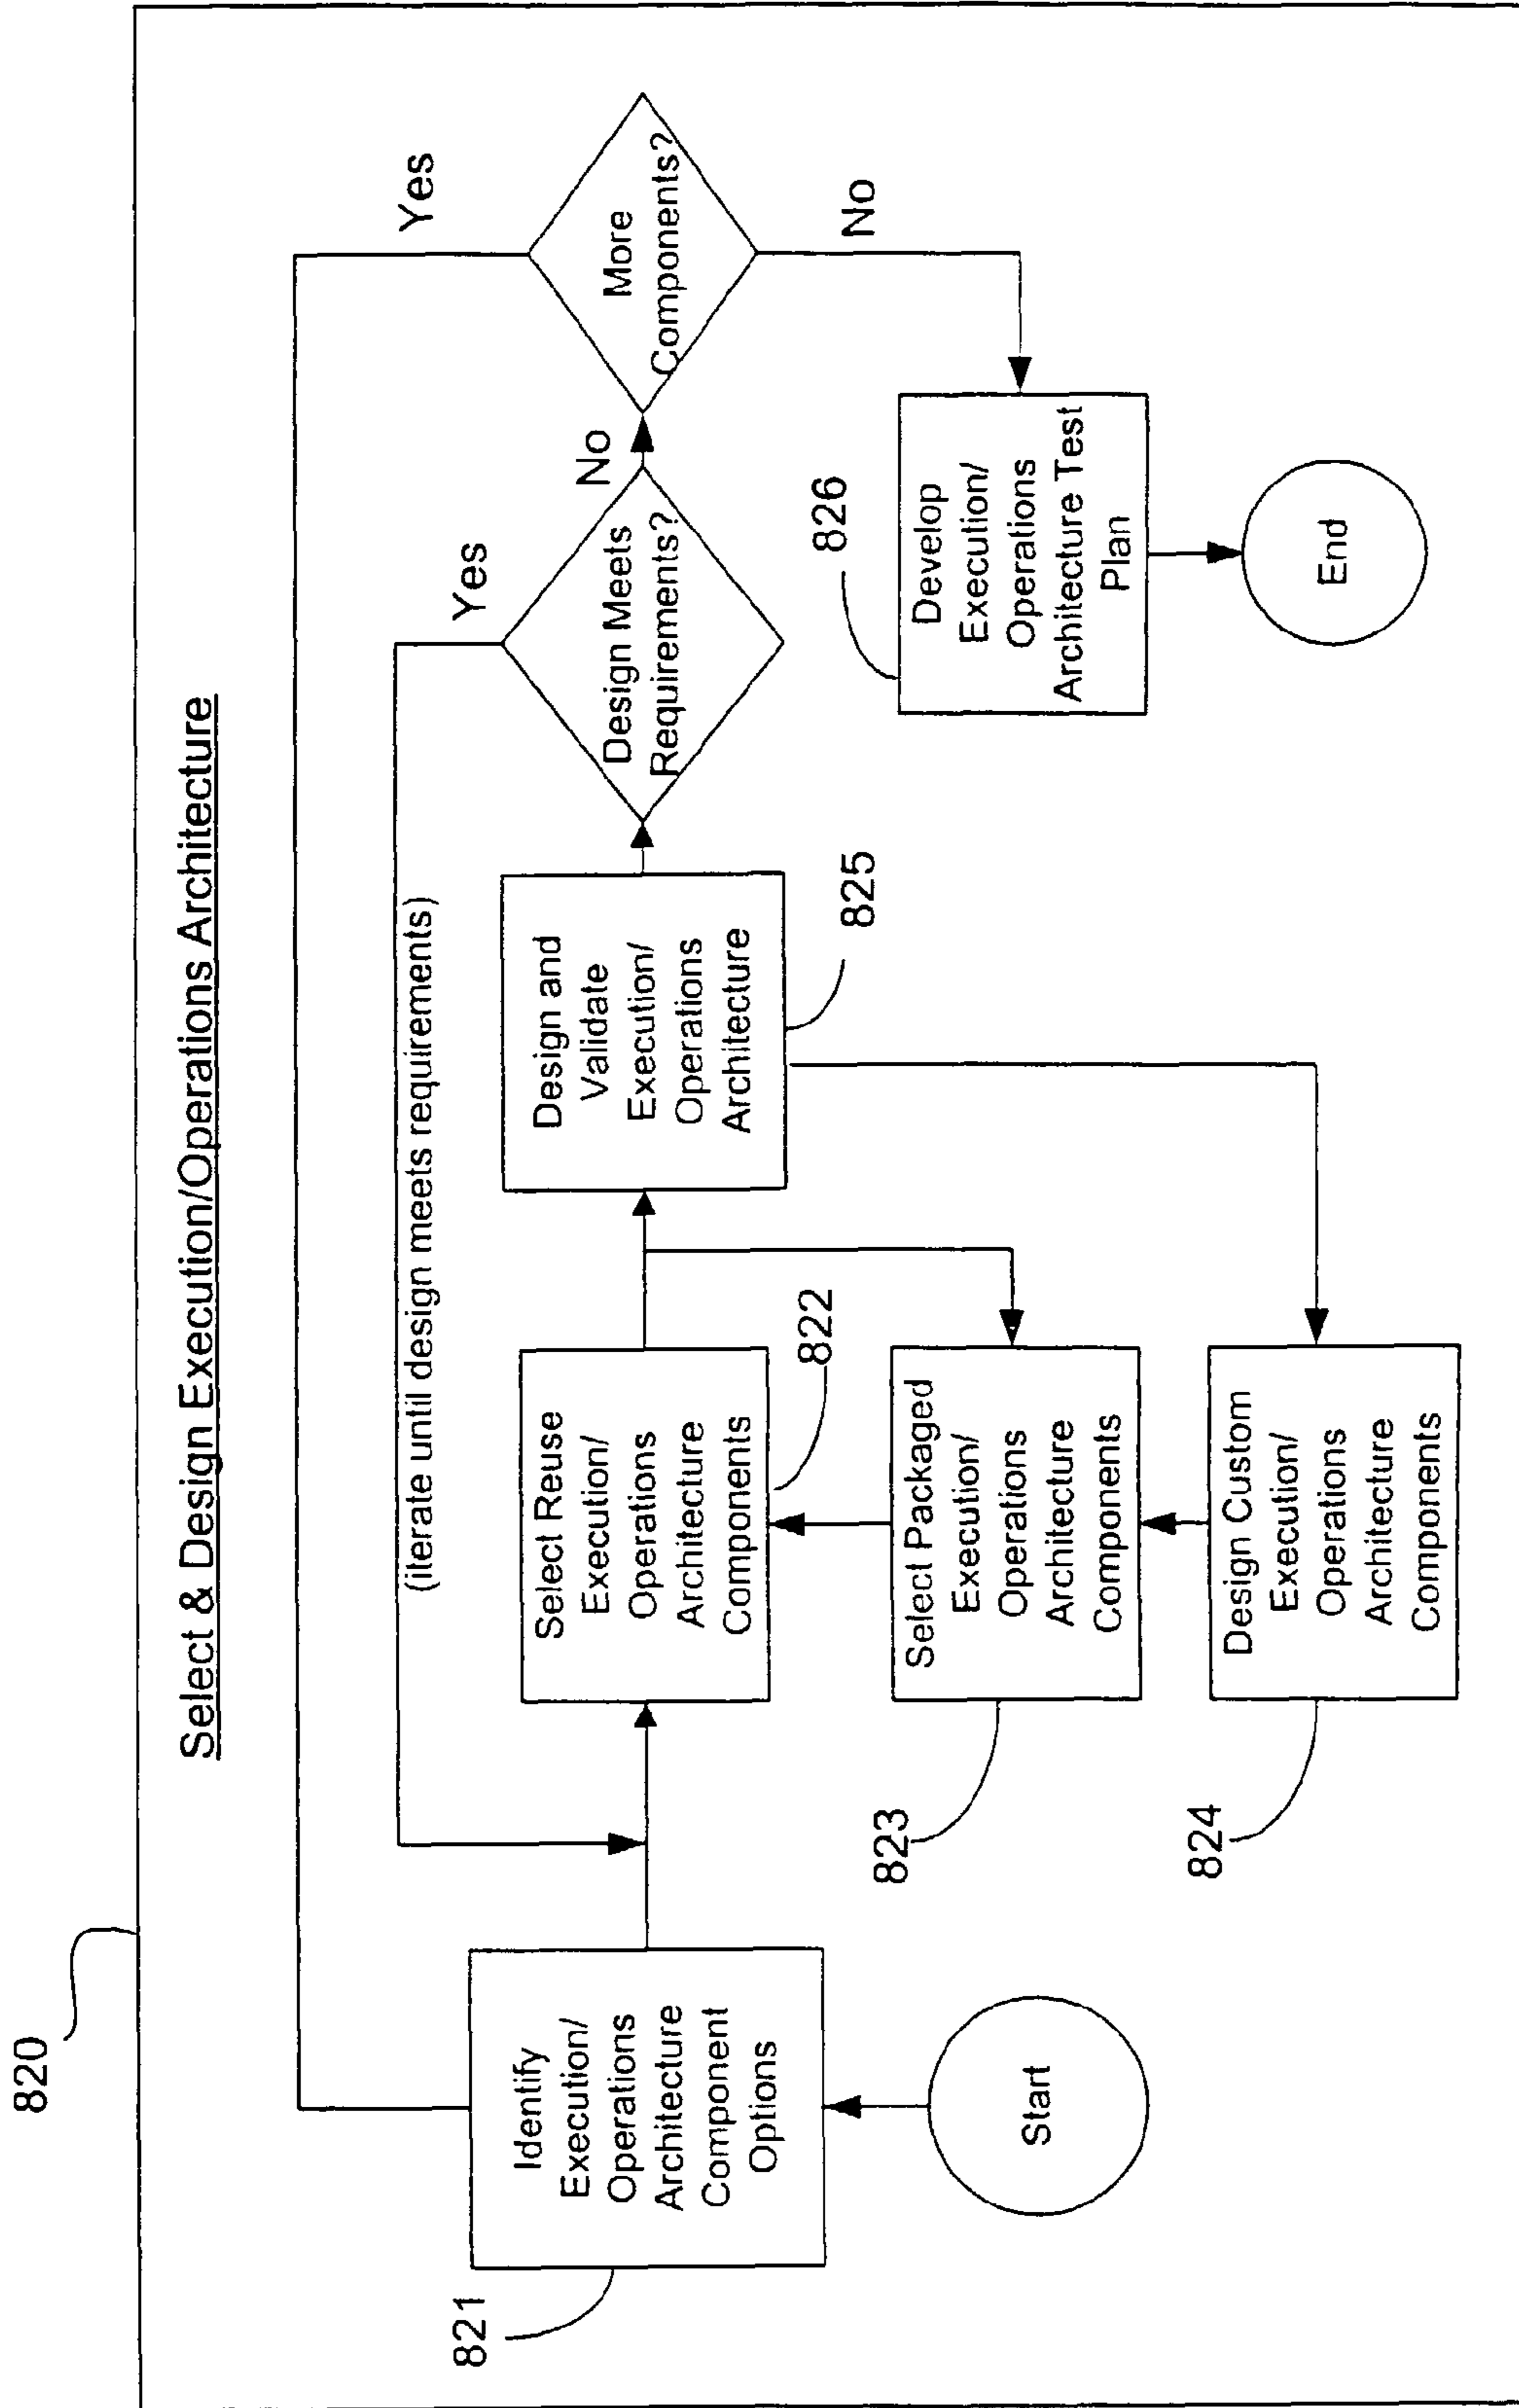 820
Select & Design Execution/Operations Architecture
Yes
(iterate until design meets requirements)
Yes
821
Identify
Execution/
Operations
Architecture
Component
Options
Select Reuse
Execution/
Operations
Architecture
Components
822
Design and
Validate
Execution/
Operations
Architecture
825
Design Meets
Requirements?
No
More
Components?
No
Start
823
Select Packaged
Execution/
Operations
Architecture
Components
824
Design Custom
Execution/
Operations
Architecture
Components
826
Develop
Execution/
Operations
Architecture Test
Plan
End